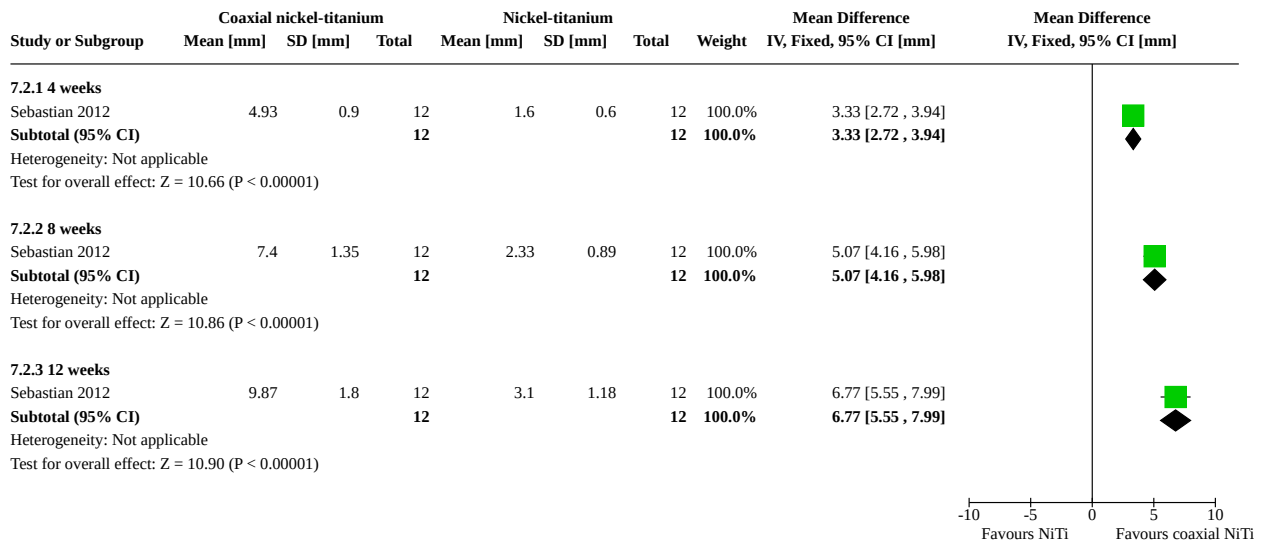 Coaxial nickel-titanium Nickel-titanium Mean Difference Mean Difference
Study or Subgroup Mean [mm] SD [mm] Total Mean [mm] SD [mm] Total Weight IV, Fixed, 95% CI [mm] IV, Fixed, 95% CI [mm]
7.2.1 4 weeks
Sebastian 2012 4.93 0.9 12 1.6 0.6 12 100.0% 3.33 [2.72 , 3.94]
Subtotal (95% CI) 12 12 100.0% 3.33 [2.72 , 3.94]
Heterogeneity: Not applicable
Test for overall effect: Z = 10.66 (P < 0.00001)
7.2.2 8 weeks
Sebastian 2012 7.4 1.35 12 2.33 0.89 12 100.0% 5.07 [4.16 , 5.98]
Subtotal (95% CI) 12 12 100.0% 5.07 [4.16 , 5.98]
Heterogeneity: Not applicable
Test for overall effect: Z = 10.86 (P < 0.00001)
7.2.3 12 weeks
Sebastian 2012 9.87 1.8 12 3.1 1.18 12 100.0% 6.77 [5.55 , 7.99]
Subtotal (95% CI) 12 12 100.0% 6.77 [5.55 , 7.99]
Heterogeneity: Not applicable
Test for overall effect: Z = 10.90 (P < 0.00001)
-10 -5 0 5 10
Favours NiTi Favours coaxial NiTi